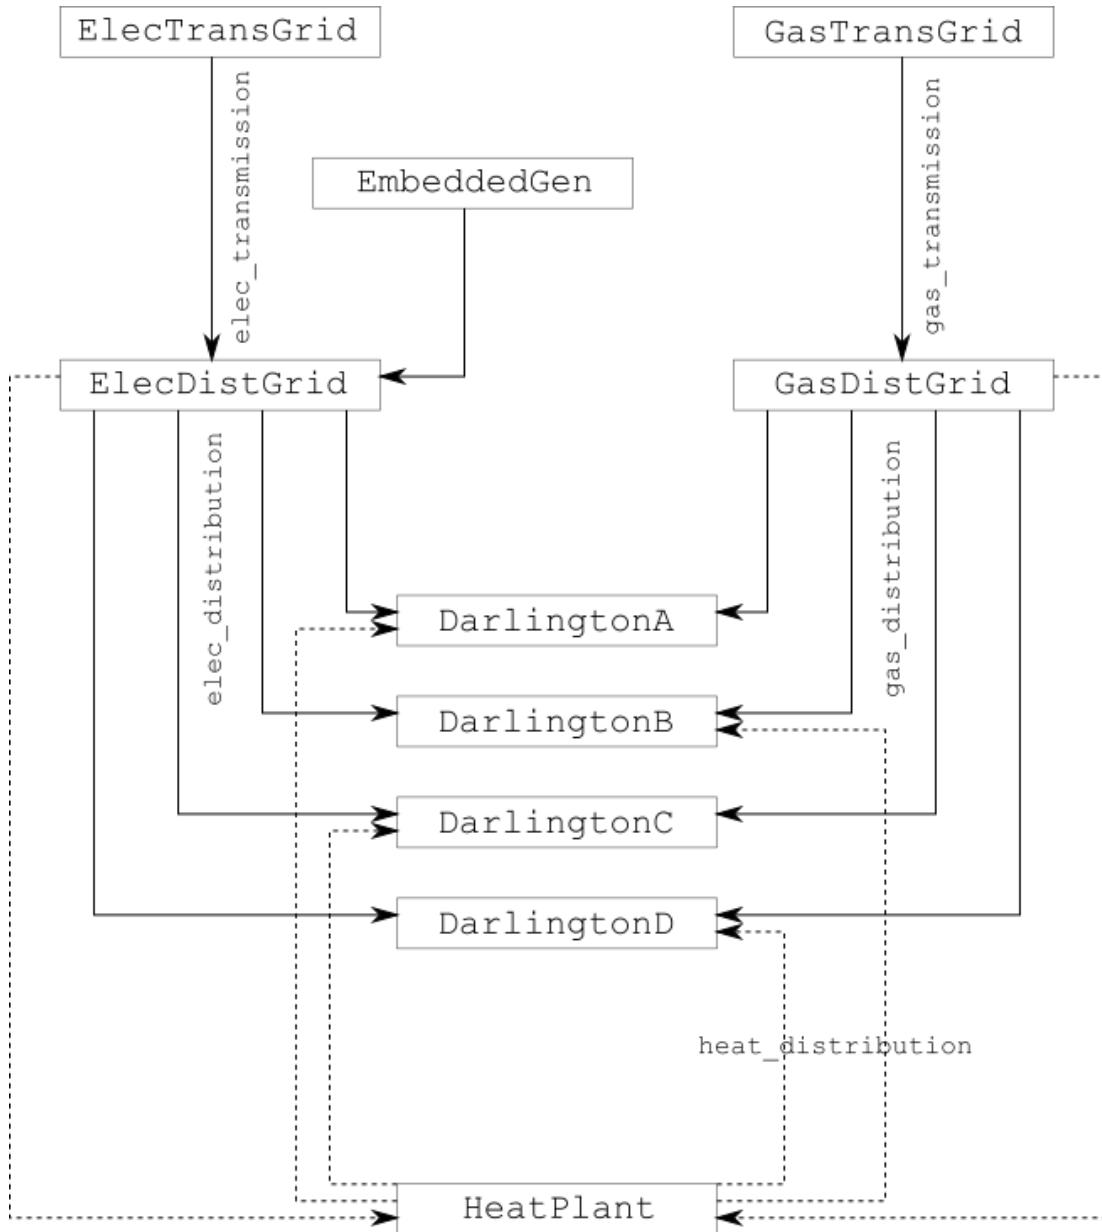 ElecTransGrid
GasTransGrid
elec_transmission
gas_transmission
EmbeddedGen
ElecDistGrid
GasDistGrid
elec_distribution
gas_distribution
DarlingtonA
DarlingtonB
DarlingtonC
DarlingtonD
heat_distribution
HeatPlant